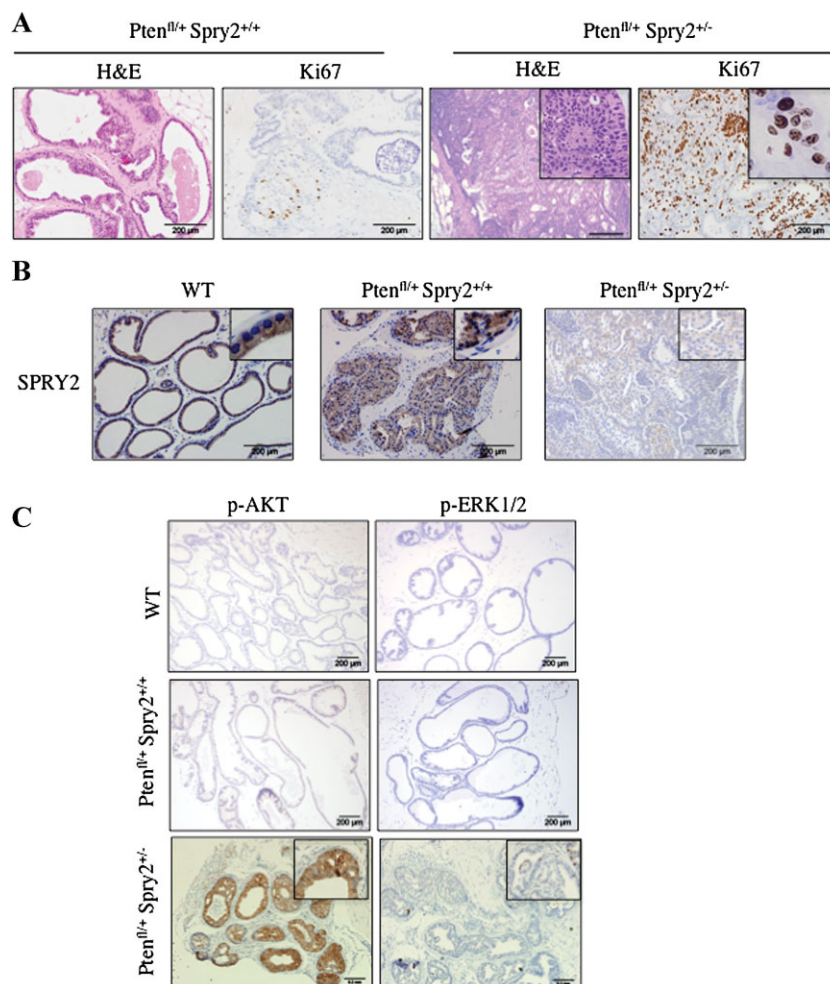 A
Pten^fl/+ Spry2^+/+ Pten^fl/+ Spry2^+/-
H&E Ki67 H&E Ki67
200 µm 200 µm 200 µm
B
WT Pten^fl/+ Spry2^+/+ Pten^fl/+ Spry2^+/-
SPRY2
200 µm 200 µm 200 µm
C
p-AKT p-ERK1/2
WT
200 µm 200 µm
Pten^fl/+ Spry2^+/+
200 µm 200 µm
Pten^fl/+ Spry2^+/-